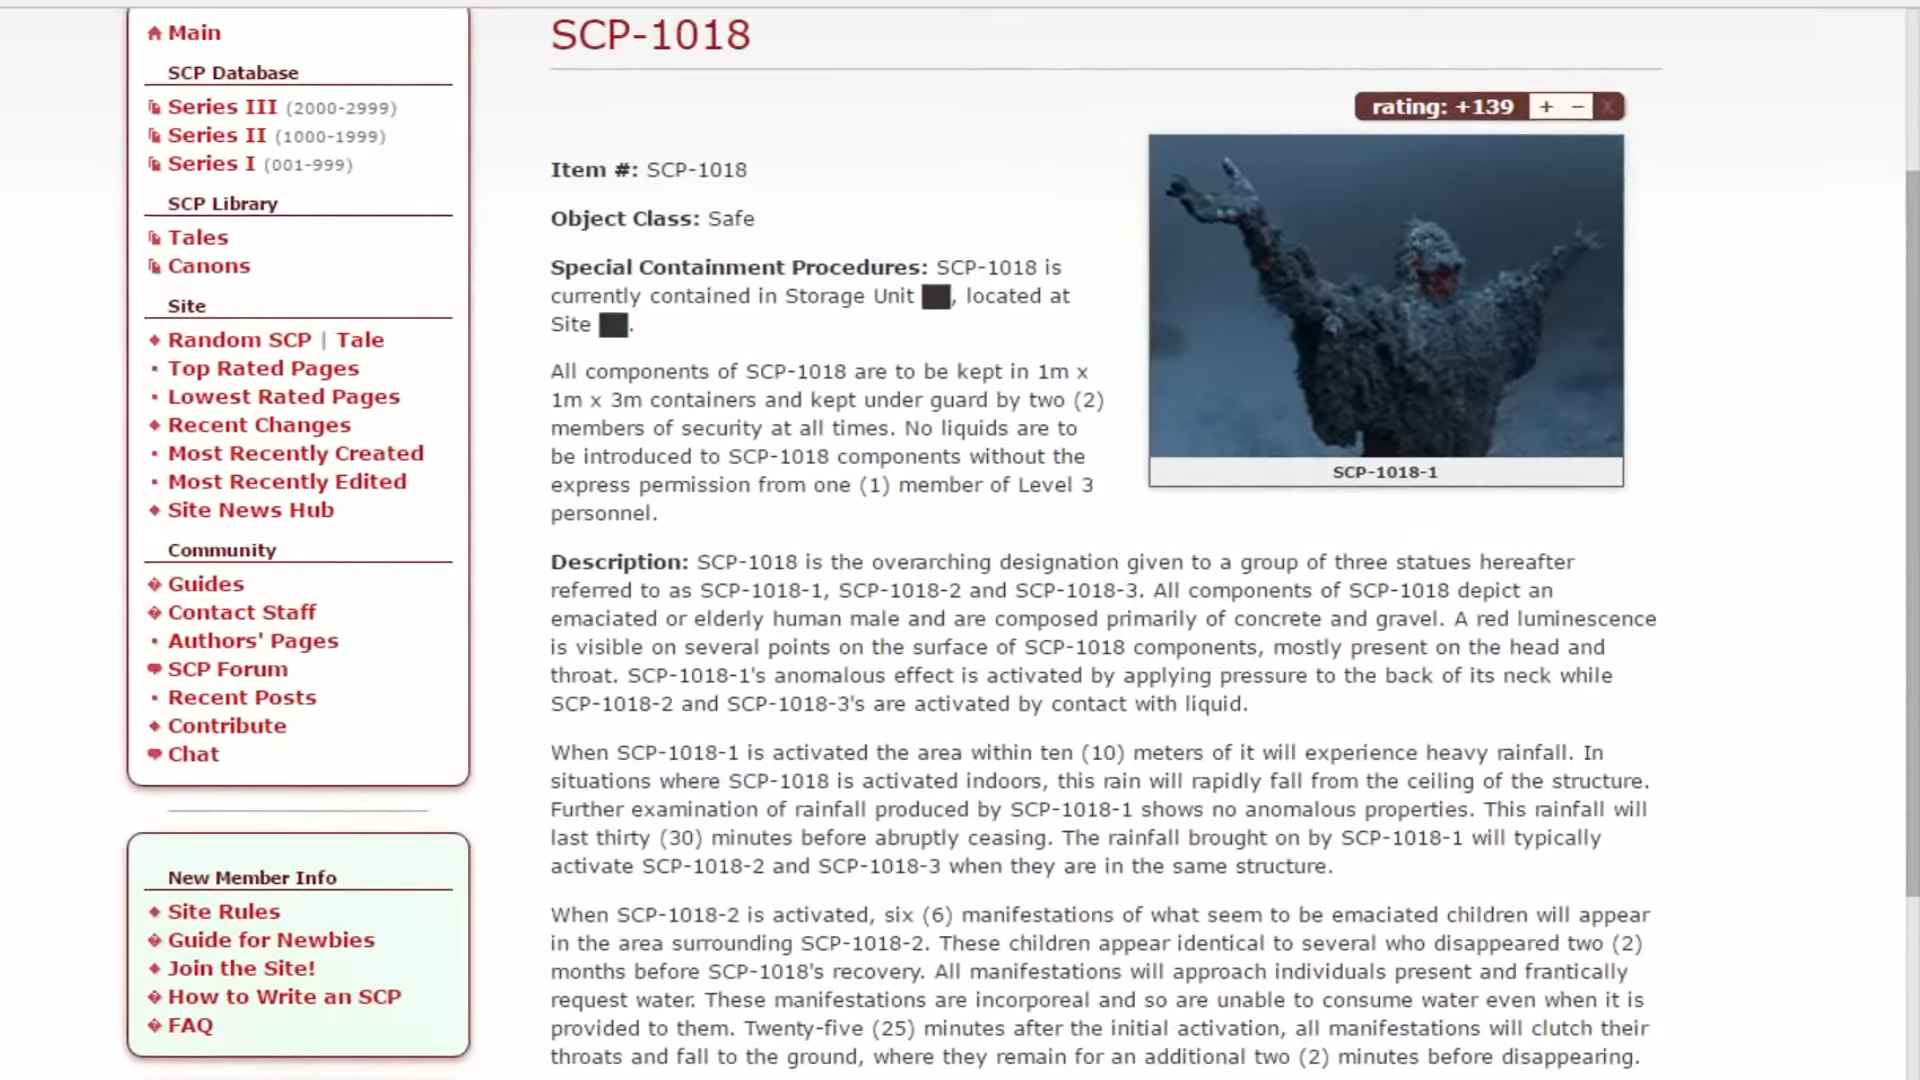 Main
SCP Database
Series III (2000-2999)
Series II (1000-1999)
Series I (001-999)
SCP Library
Tales
Canons
Site
Random SCP | Tale
Top Rated Pages
Lowest Rated Pages
Recent Changes
Most Recently Created
Most Recently Edited
Site News Hub
Community
Guides
Contact Staff
Authors' Pages
SCP Forum
Recent Posts
Contribute
Chat
New Member Info
Site Rules
Guide for Newbies
Join the Site!
How to Write an SCP
FAQ
SCP-1018
rating: +139 + − X
Item #: SCP-1018
Object Class: Safe
Special Containment Procedures: SCP-1018 is
currently contained in Storage Unit ██, located at
Site ██.
All components of SCP-1018 are to be kept in 1m x
1m x 3m containers and kept under guard by two (2)
members of security at all times. No liquids are to
be introduced to SCP-1018 components without the
express permission from one (1) member of Level 3
personnel.
SCP-1018-1
Description: SCP-1018 is the overarching designation given to a group of three statues hereafter
referred to as SCP-1018-1, SCP-1018-2 and SCP-1018-3. All components of SCP-1018 depict an
emaciated or elderly human male and are composed primarily of concrete and gravel. A red luminescence
is visible on several points on the surface of SCP-1018 components, mostly present on the head and
throat. SCP-1018-1's anomalous effect is activated by applying pressure to the back of its neck while
SCP-1018-2 and SCP-1018-3's are activated by contact with liquid.
When SCP-1018-1 is activated the area within ten (10) meters of it will experience heavy rainfall. In
situations where SCP-1018 is activated indoors, this rain will rapidly fall from the ceiling of the structure.
Further examination of rainfall produced by SCP-1018-1 shows no anomalous properties. This rainfall will
last thirty (30) minutes before abruptly ceasing. The rainfall brought on by SCP-1018-1 will typically
activate SCP-1018-2 and SCP-1018-3 when they are in the same structure.
When SCP-1018-2 is activated, six (6) manifestations of what seem to be emaciated children will appear
in the area surrounding SCP-1018-2. These children appear identical to several who disappeared two (2)
months before SCP-1018's recovery. All manifestations will approach individuals present and frantically
request water. These manifestations are incorporeal and so are unable to consume water even when it is
provided to them. Twenty-five (25) minutes after the initial activation, all manifestations will clutch their
throats and fall to the ground, where they remain for an additional two (2) minutes before disappearing.